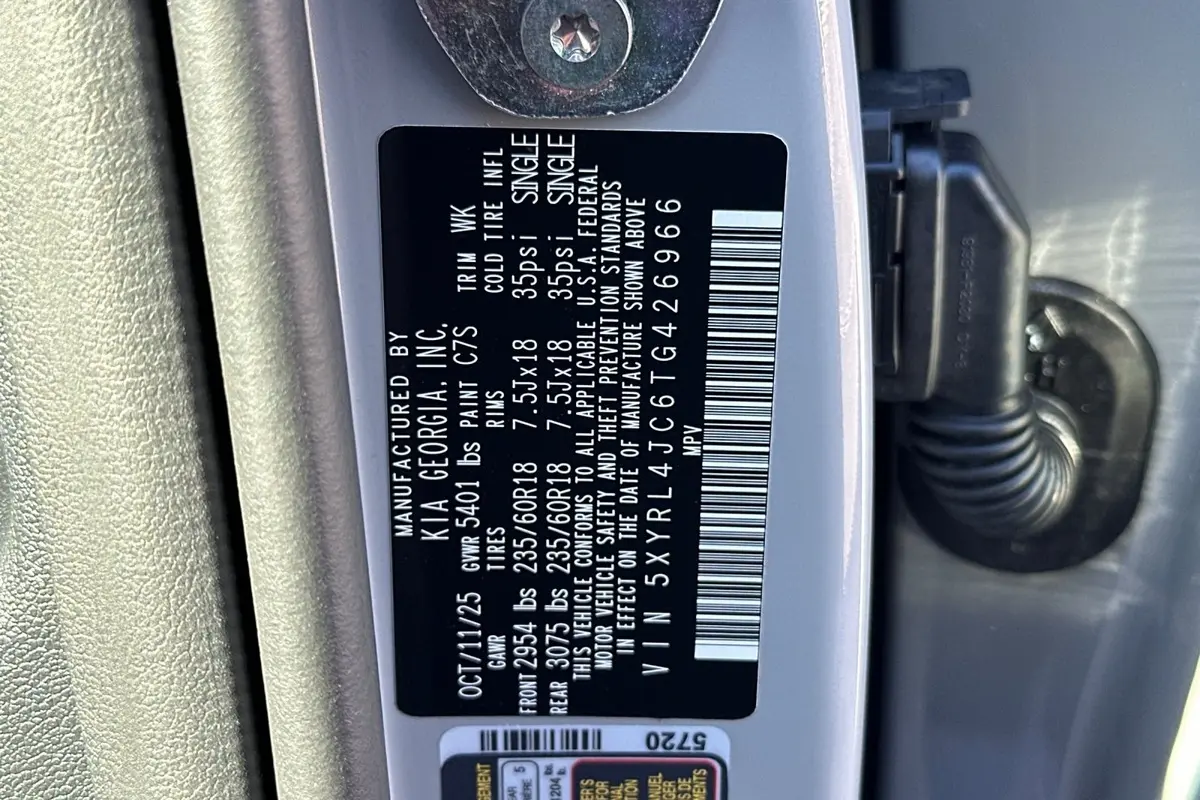 MANUFACTURED BY
KIA GEORGIA, INC.
OCT/11/25 GVWR 5401 lbs PAINT C7S TRIM WK
GAWR TIRES RIMS COLD TIRE INFL
FRONT 2954 lbs 235/60R18 7.5Jx18 35psi SINGLE
REAR 3075 lbs 235/60R18 7.5Jx18 35psi SINGLE
THIS VEHICLE CONFORMS TO ALL APPLICABLE U.S.A. FEDERAL
MOTOR VEHICLE SAFETY AND THEFT PREVENTION STANDARDS
IN EFFECT ON THE DATE OF MANUFACTURE SHOWN ABOVE
VIN 5XYRL4JC6TG426966
MPV
5720
5